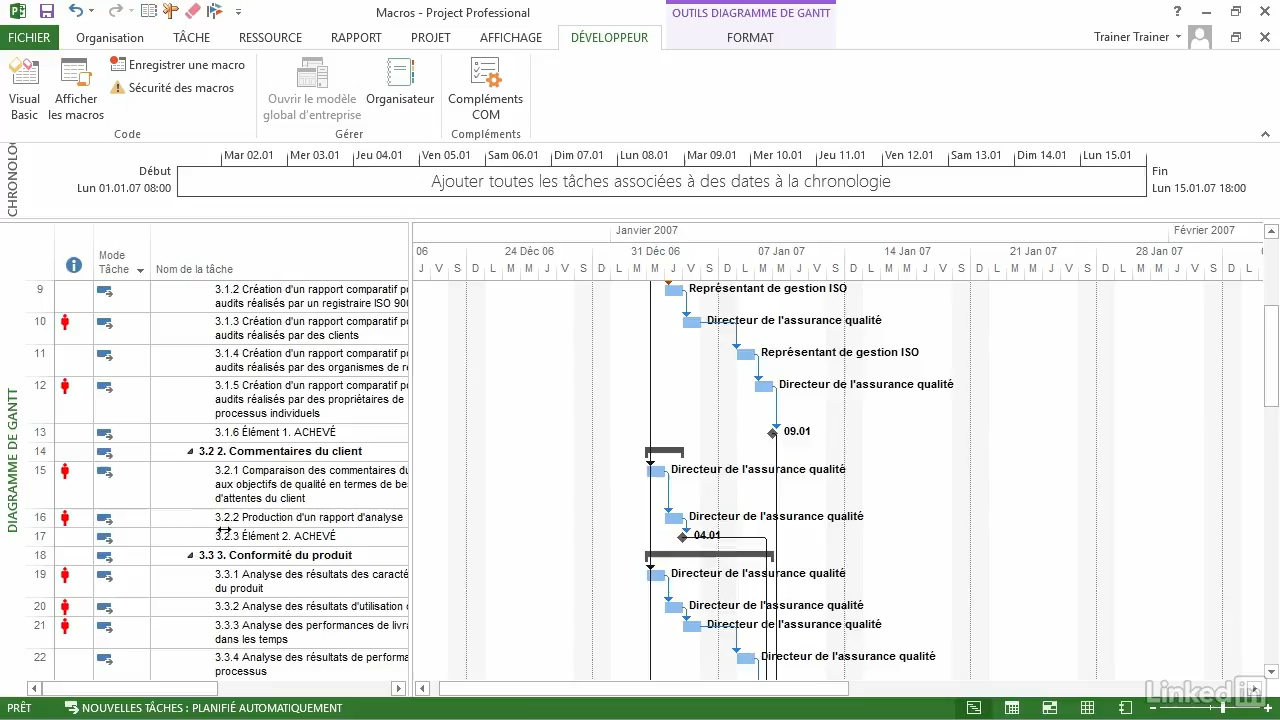 Macros - Project Professional
OUTILS DIAGRAMME DE GANTT
?
FICHIER
Organisation
TÂCHE
RESSOURCE
RAPPORT
PROJET
AFFICHAGE
DÉVELOPPEUR
FORMAT
Trainer Trainer
Visual
Basic
Afficher
les macros
Enregistrer une macro
Sécurité des macros
Code
Ouvrir le modèle
global d'entreprise
Organisateur
Gérer
Compléments
COM
Compléments
Mar 02.01
Mer 03.01
Jeu 04.01
Ven 05.01
Sam 06.01
Dim 07.01
Lun 08.01
Mar 09.01
Mer 10.01
Jeu 11.01
Ven 12.01
Sam 13.01
Dim 14.01
Lun 15.01
Début
Lun 01.01.07 08:00
Ajouter toutes les tâches associées à des dates à la chronologie
Fin
Lun 15.01.07 18:00
DIAGRAMME DE GANTT
Mode
Tâche
Nom de la tâche
Janvier 2007
Février 2007
06
24 Déc 06
31 Déc 06
07 Jan 07
14 Jan 07
21 Jan 07
28 Jan 07
J V S D L M M J V S D L M M J V S D L M M J V S D L M M J V S D L M M J V S D L M M J V S D L
9
3.1.2 Création d'un rapport comparatif
audits réalisés par un registraire ISO
Représentant de gestion ISO
10
3.1.3 Création d'un rapport comparatif
audits réalisés par des clients
Directeur de l'assurance qualité
11
3.1.4 Création d'un rapport comparatif
audits réalisés par des organismes de
Représentant de gestion ISO
12
3.1.5 Création d'un rapport comparatif
audits réalisés par des propriétaires de
processus individuels
Directeur de l'assurance qualité
13
3.1.6 Élément 1. ACHEVÉ
09.01
14
3.2 2. Commentaires du client
15
3.2.1 Comparaison des commentaires du
aux objectifs de qualité en termes de
d'attentes du client
Directeur de l'assurance qualité
16
3.2.2 Production d'un rapport d'analyse
Directeur de l'assurance qualité
17
3.2.3 Élément 2. ACHEVÉ
04.01
18
3.3 3. Conformité du produit
19
3.3.1 Analyse des résultats des
du produit
Directeur de l'assurance qualité
20
3.3.2 Analyse des résultats d'utilisation
Directeur de l'assurance qualité
21
3.3.3 Analyse des performances de
dans les temps
Directeur de l'assurance qualité
22
3.3.4 Analyse des résultats de
processus
Directeur de l'assurance qualité
Linked in
PRÊT
NOUVELLES TÂCHES : PLANIFIÉ AUTOMATIQUEMENT